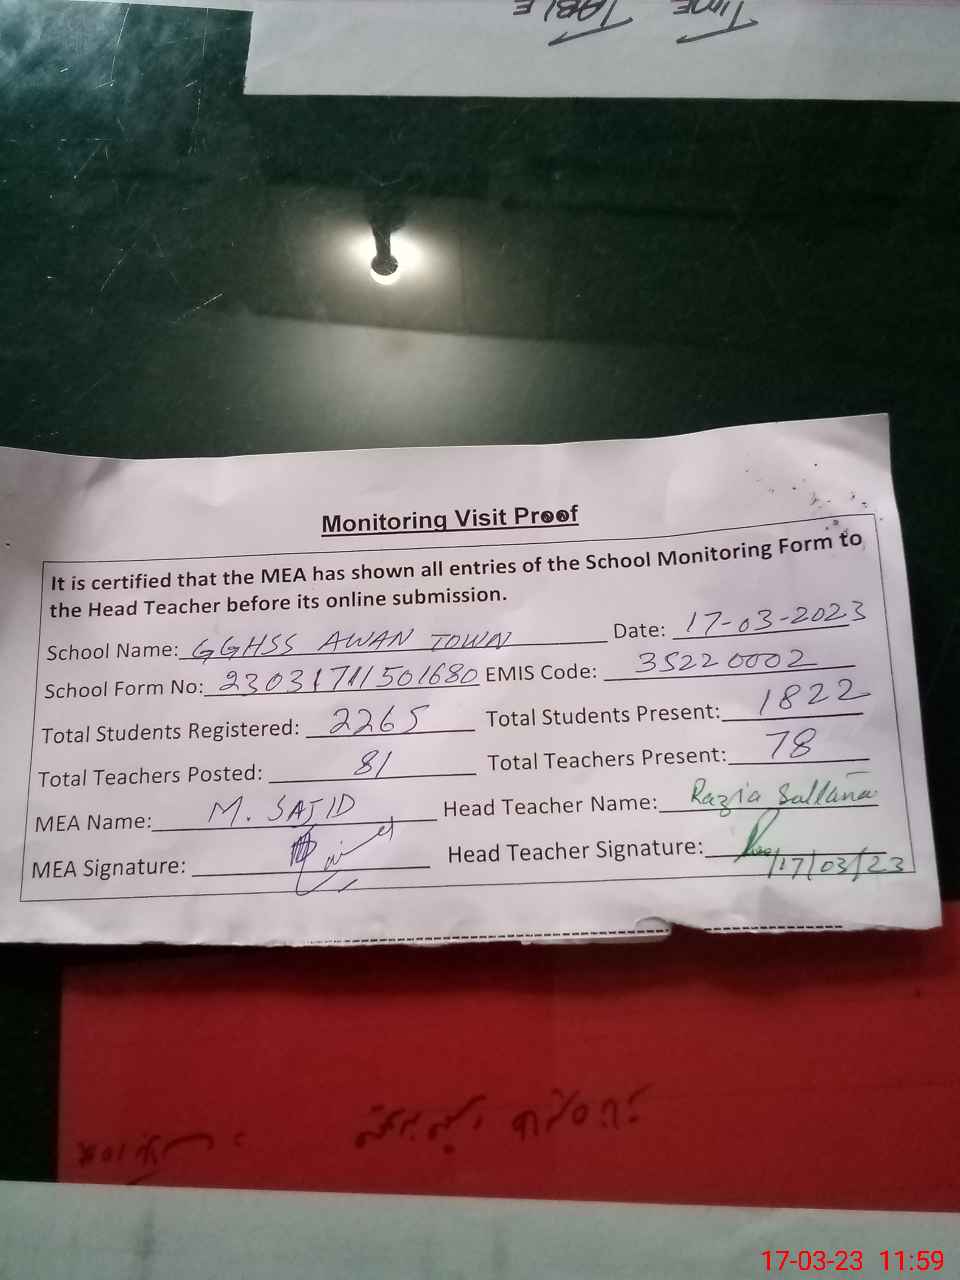 TIME TABLE
Monitoring Visit Proof
It is certified that the MEA has shown all entries of the School Monitoring Form to
the Head Teacher before its online submission.
School Name: GGHSS AWAN TOWN Date: 17-03-2023
School Form No: EMIS Code: 35220002
Total Students Registered: 2265 Total Students Present: 1822
Total Teachers Posted: 81 Total Teachers Present: 78
MEA Name: M. SAJID Head Teacher Name: Razia
MEA Signature: Head Teacher Signature: 17/03/23
17-03-23 11:59